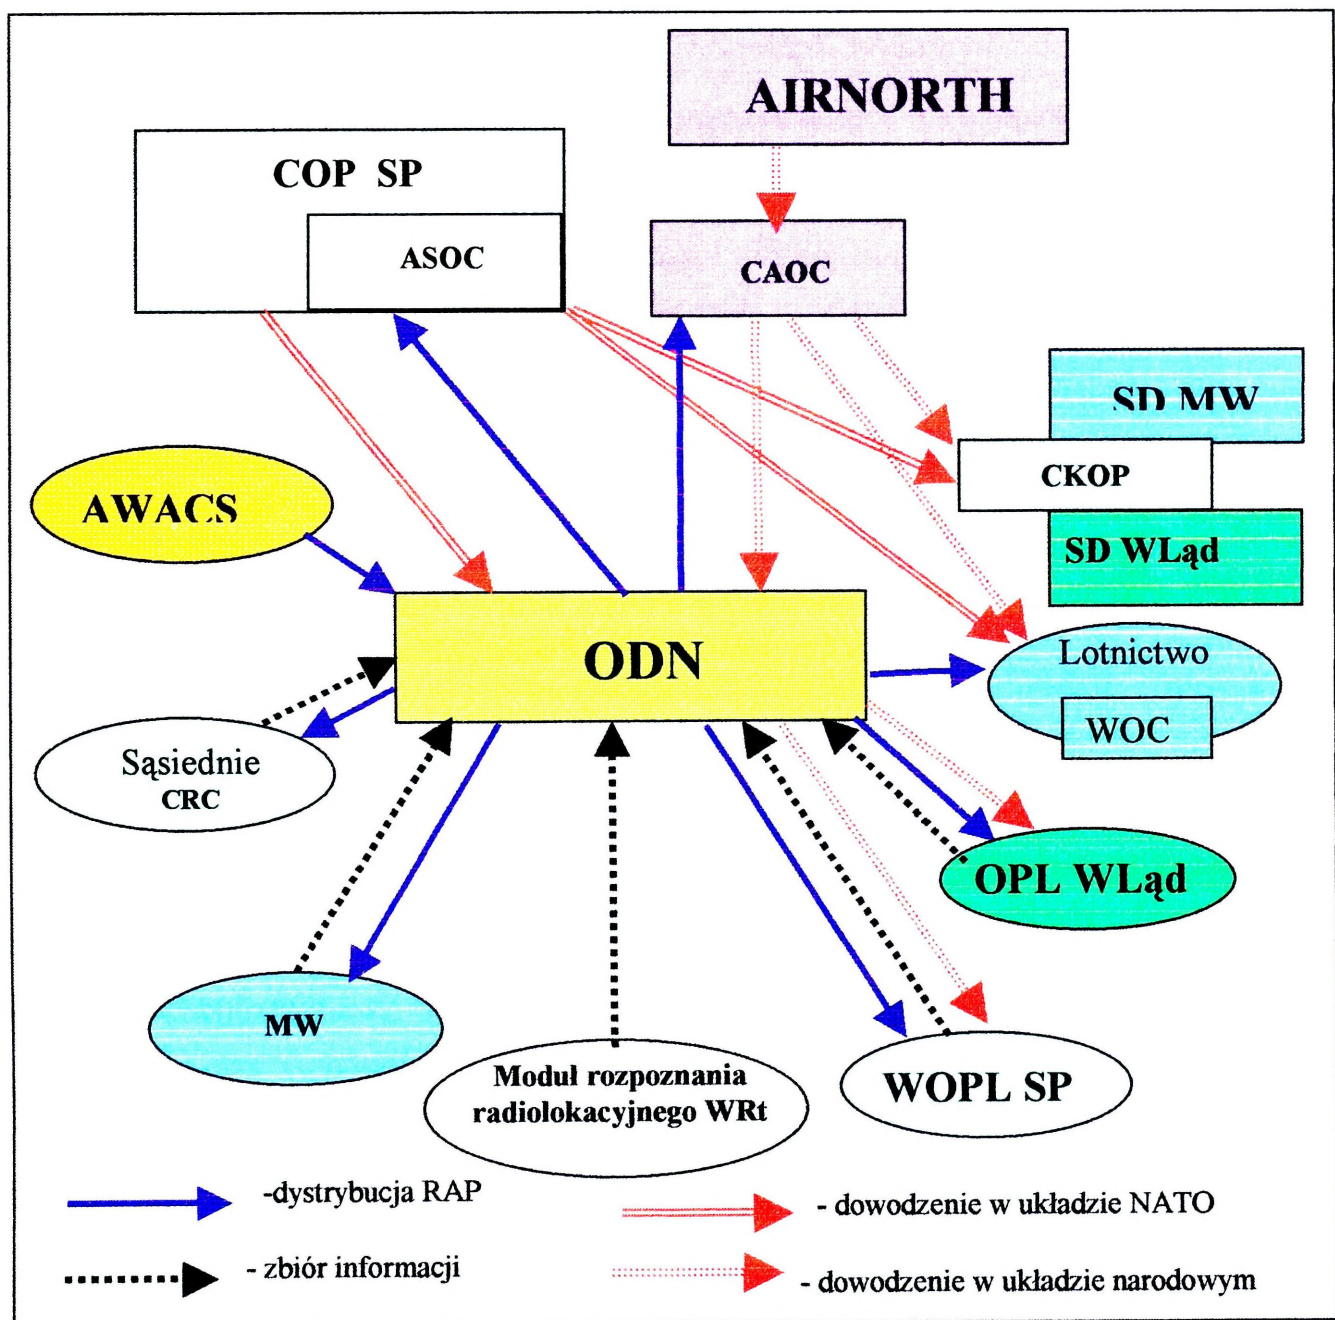 AIRNORTH
COP SP
ASOC
CAOC
SD MW
CKOP
SD WLąd
AWACS
ODN
Lotnictwo
WOC
Sąsiednie
CRC
OPL WLąd
MW
Moduł rozpoznania
radiolokacyjnego WRt
WOPL SP
-dystrybucja RAP
- dowodzenie w układzie NATO
- zbiór informacji
- dowodzenie w układzie narodowym